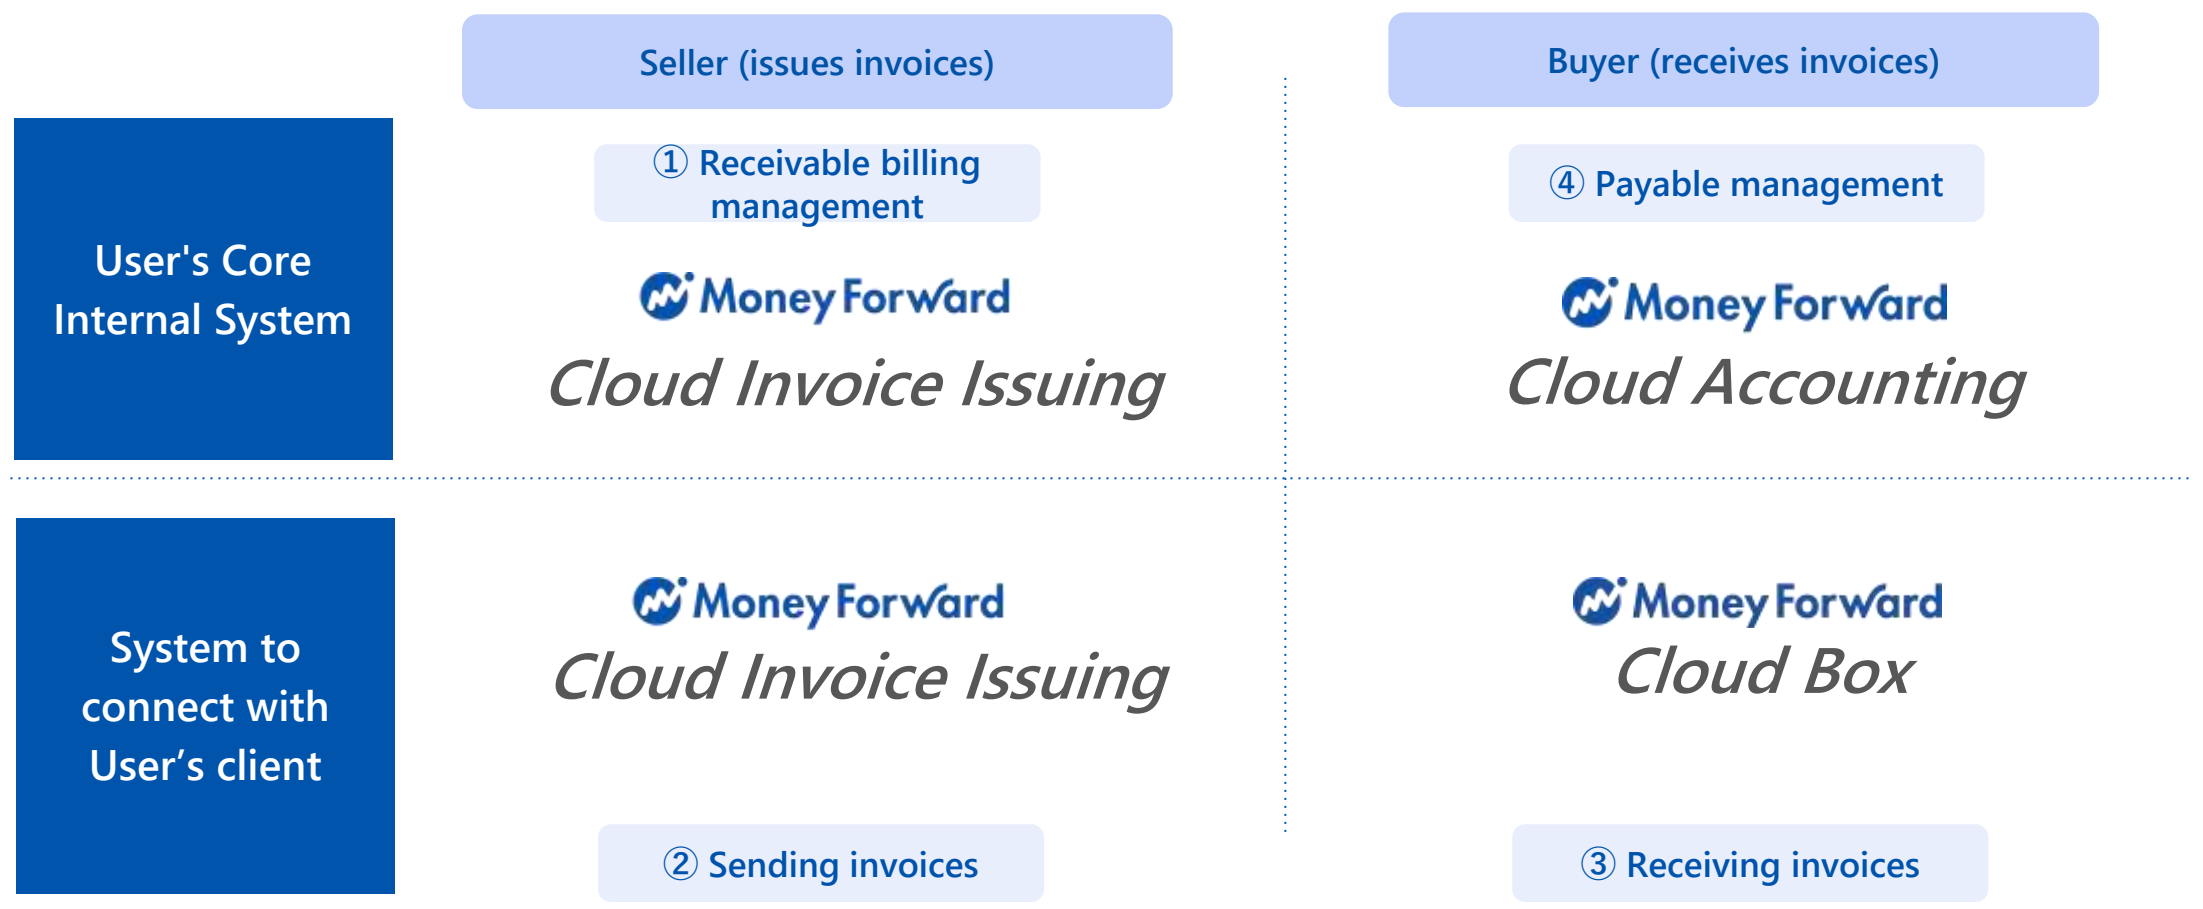 Seller (issues invoices)
Buyer (receives invoices)
User's Core
Internal System
① Receivable billing
management
Money Forward
Cloud Invoice Issuing
④ Payable management
Money Forward
Cloud Accounting
System to
connect with
User’s client
Money Forward
Cloud Invoice Issuing
② Sending invoices
Money Forward
Cloud Box
③ Receiving invoices